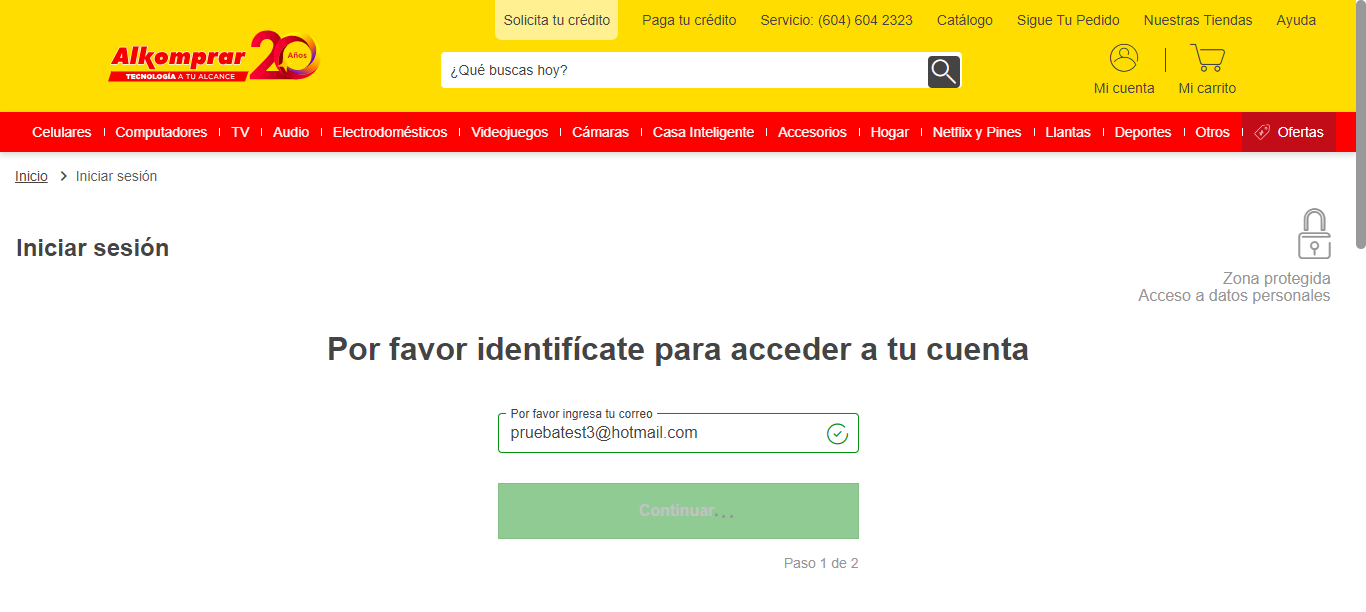 Solicita tu crédito Paga tu crédito Servicio: (604) 604 2323 Catálogo Sigue Tu Pedido Nuestras Tiendas Ayuda
Alkomprar 20 Años
TECNOLOGÍA A TU ALCANCE
¿Qué buscas hoy?
Mi cuenta Mi carrito
Celulares Computadores TV Audio Electrodomésticos Videojuegos Cámaras Casa Inteligente Accesorios Hogar Netflix y Pines Llantas Deportes Otros Ofertas
Inicio Iniciar sesión
Iniciar sesión
Zona protegida
Acceso a datos personales
Por favor identifícate para acceder a tu cuenta
Por favor ingresa tu correo
pruebatest3@hotmail.com
Continuar...
Paso 1 de 2